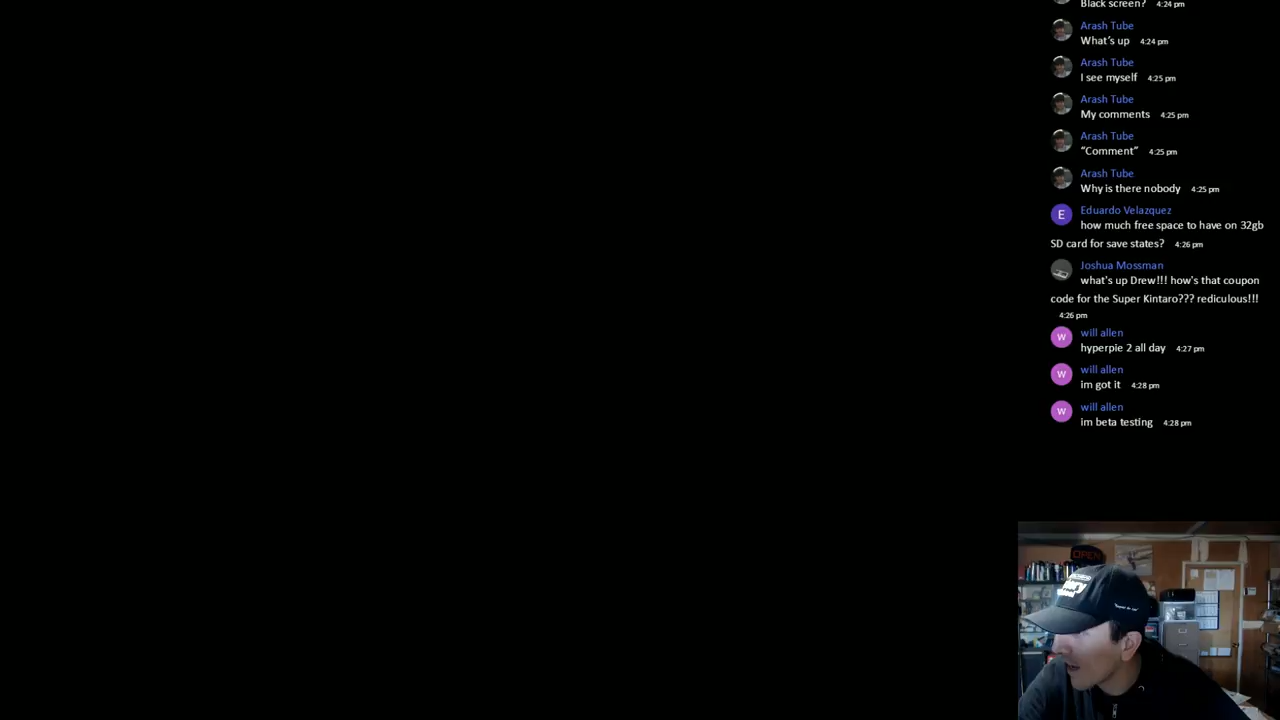 Black screen? 4:24 pm
Arash Tube
What's up 4:24 pm
Arash Tube
I see myself 4:25 pm
Arash Tube
My comments 4:25 pm
Arash Tube
“Comment” 4:25 pm
Arash Tube
Why is there nobody 4:25 pm
E
Eduardo Velazquez
how much free space to have on 32gb
SD card for save states? 4:26 pm
Joshua Mossman
what's up Drew!!! how's that coupon
code for the Super Kintaro??? rediculous!!!
4:26 pm
w
will allen
hyperpie 2 all day 4:27 pm
w
will allen
im got it 4:28 pm
w
will allen
im beta testing 4:28 pm
OPEN